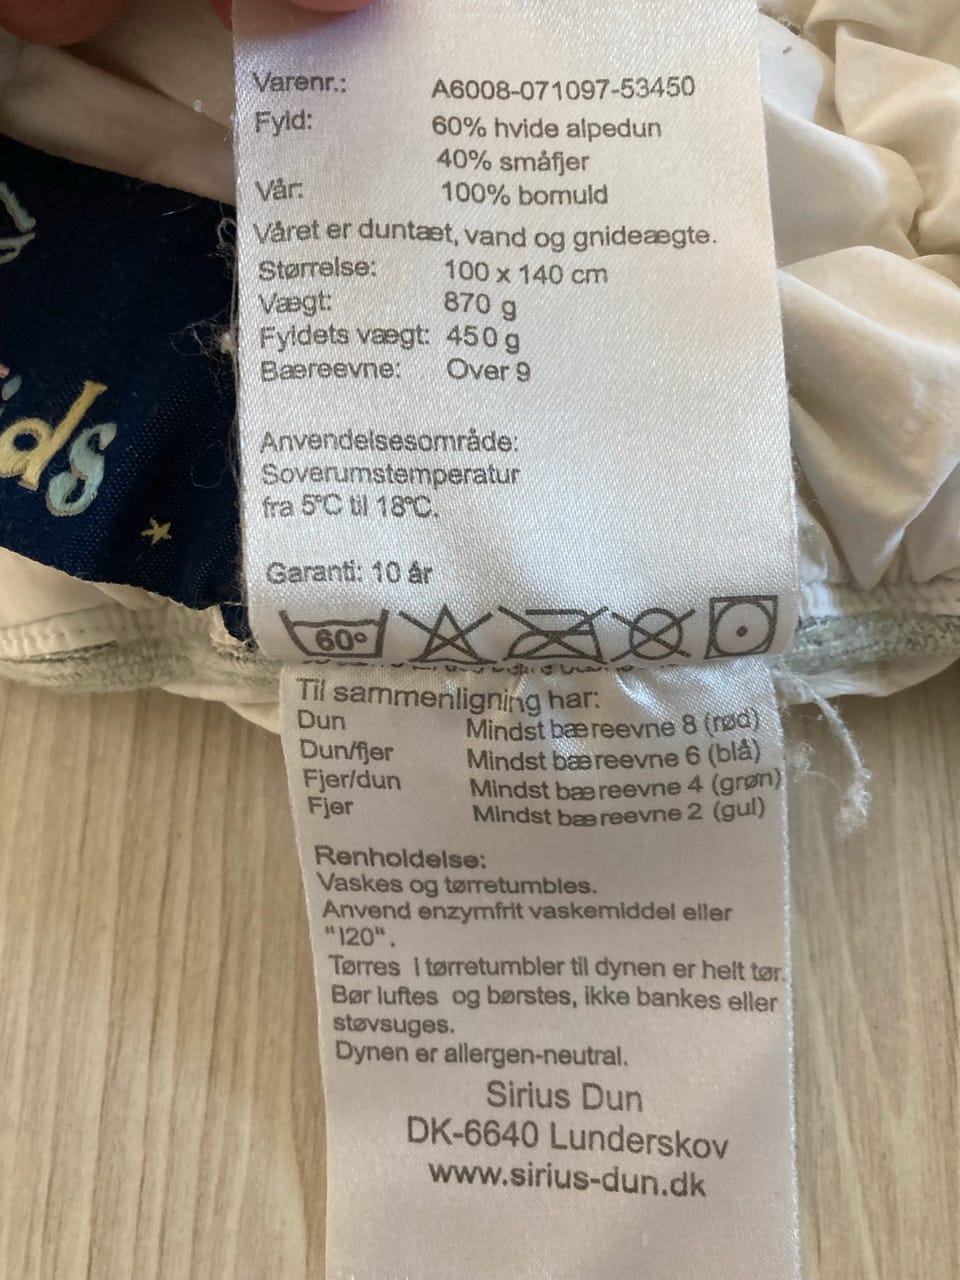 Varenr.: A6008-071097-53450
Fyld: 60% hvide alpedun
40% småfjer
Vår: 100% bomuld
Våret er duntæt, vand og gnideægte.
Størrelse: 100 x 140 cm
Vægt: 870 g
Fyldets vægt: 450 g
Bæreevne: Over 9
Anvendelsesområde:
Soverumstemperatur
fra 5°C til 18°C.
Garanti: 10 år
60°
Til sammenligning har:
Dun Mindst bæreevne 8 (rød)
Dun/fjer Mindst bæreevne 6 (blå)
Fjer/dun Mindst bæreevne 4 (grøn)
Fjer Mindst bæreevne 2 (gul)
Renholdelse:
Vaskes og tørretumbles.
Anvend enzymfrit vaskemiddel eller
"I20".
Tørres I tørretumbler til dynen er helt tør.
Bør luftes og børstes, ikke bankes eller
støvsuges.
Dynen er allergen-neutral.
Sirius Dun
DK-6640 Lunderskov
www.sirius-dun.dk
ds